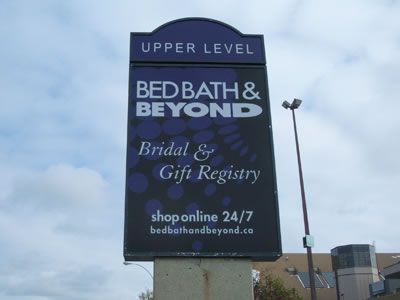 UPPER LEVEL
BED BATH &
BEYOND
Bridal &
Gift Registry
shop online 24/7
bedbathandbeyond.ca